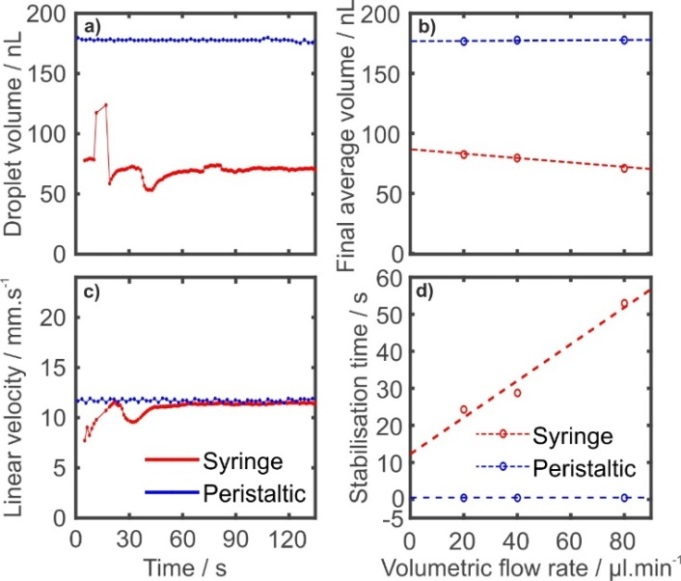 a)
Droplet volume / nL
200
150
100
50
0
b)
Final average volume / nL
200
150
100
50
0
c)
Linear velocity / mm.s-1
20
15
10
5
0
Syringe
Peristaltic
0 30 60 90 120
Time / s
d)
Stabilisation time / s
60
50
40
30
20
10
0
-5
Syringe
Peristaltic
0 20 40 60 80
Volumetric flow rate / µl.min-1